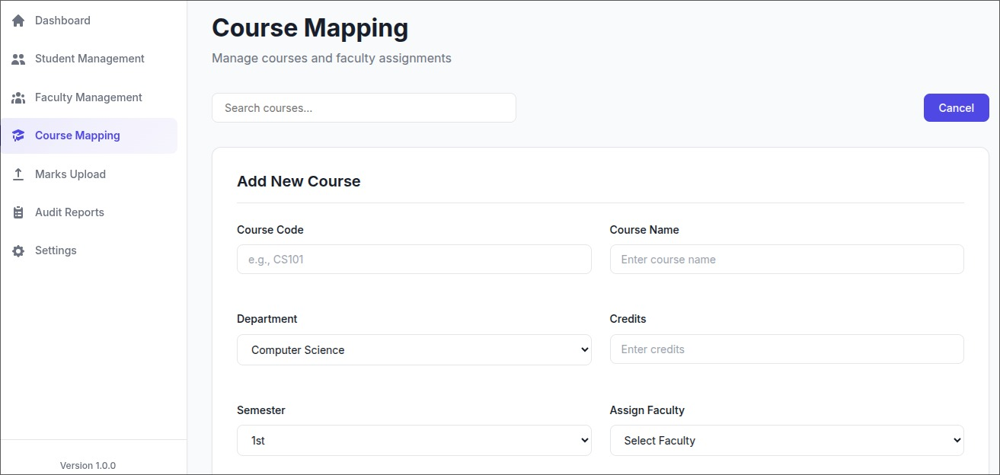 Dashboard
Student Management
Faculty Management
Course Mapping
Marks Upload
Audit Reports
Settings
Version 1.0.0
Course Mapping
Manage courses and faculty assignments
Search courses...
Cancel
Add New Course
Course Code
e.g., CS101
Course Name
Enter course name
Department
Computer Science
Credits
Enter credits
Semester
1st
Assign Faculty
Select Faculty